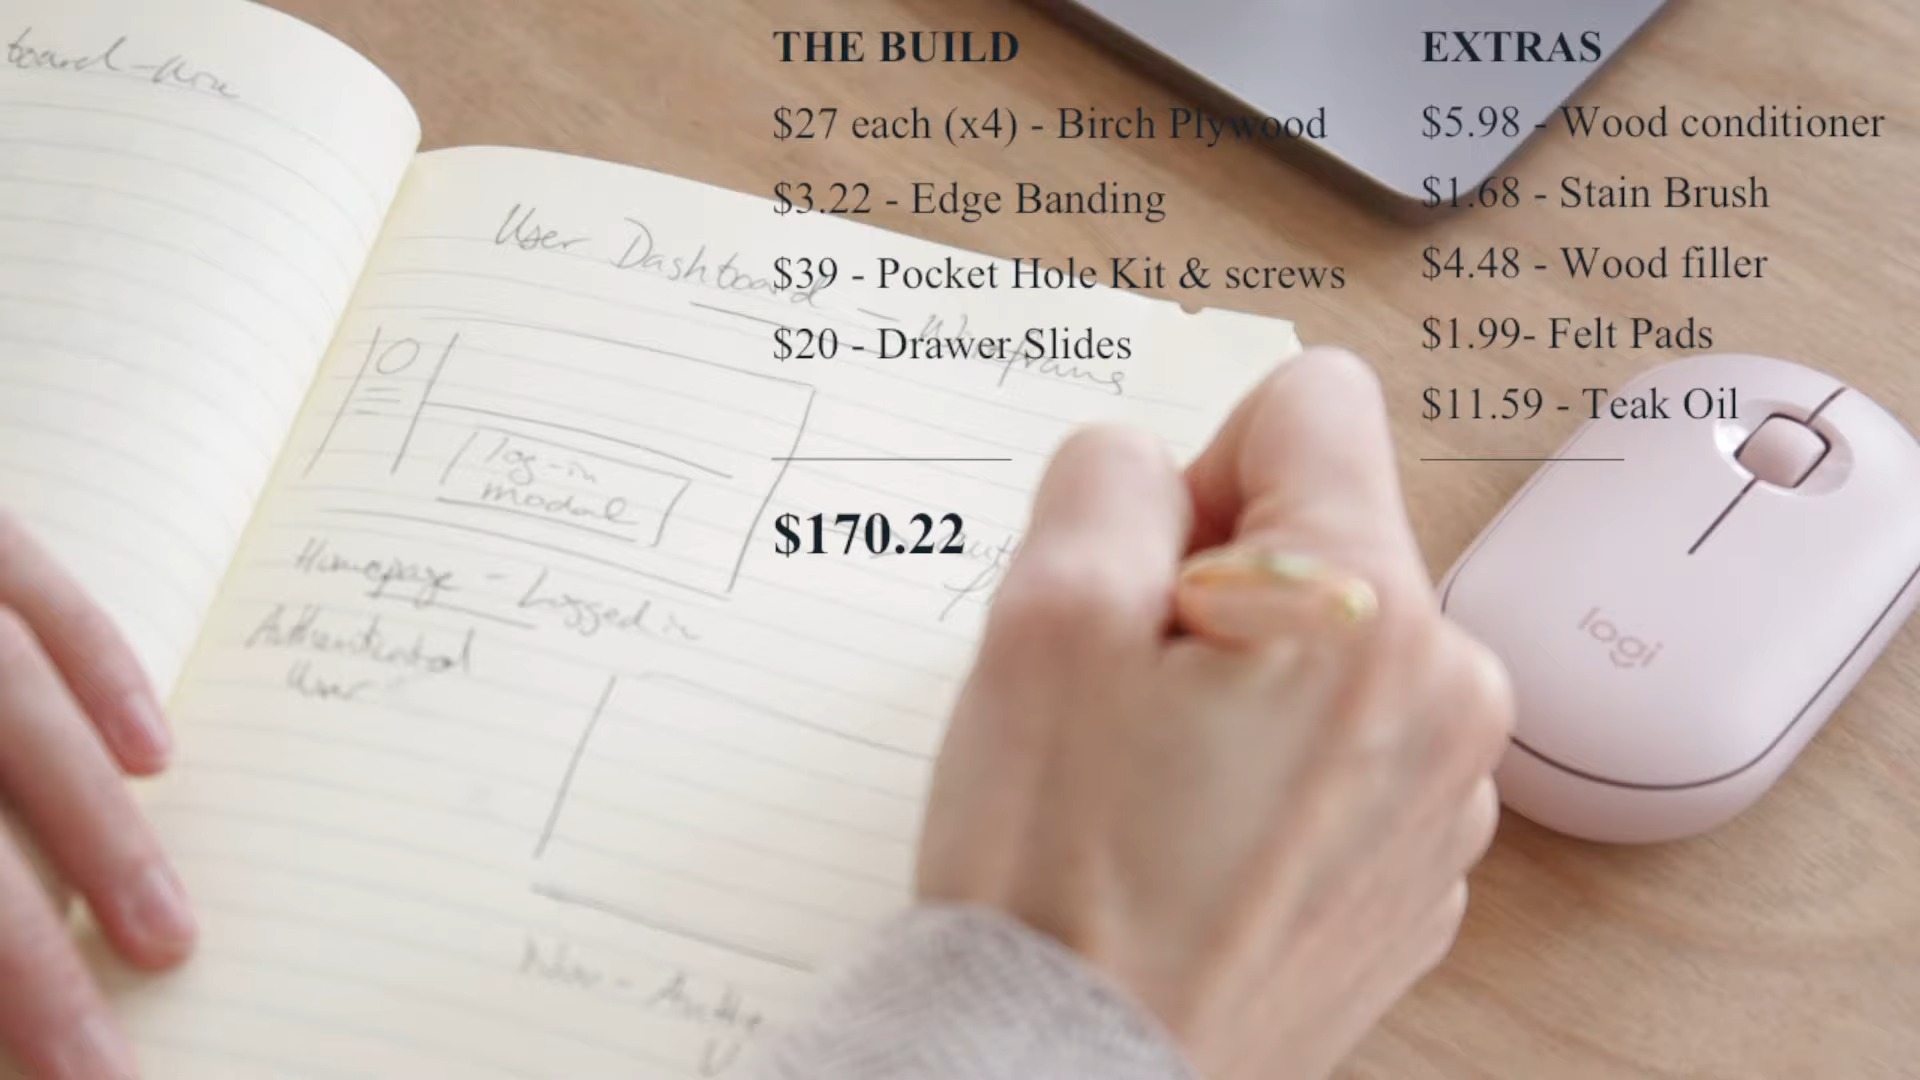 board-
THE BUILD
$27 each (x4) - Birch Plywood
$3.22 - Edge Banding
$39 - Pocket Hole Kit & screws
$20 - Drawer Slides
$170.22
EXTRAS
$5.98 - Wood conditioner
$1.68 - Stain Brush
$4.48 - Wood filler
$1.99- Felt Pads
$11.59 - Teak Oil
User Dashboard -
log-in
modal
Homepage - Logged in
Authenticated
User
logi